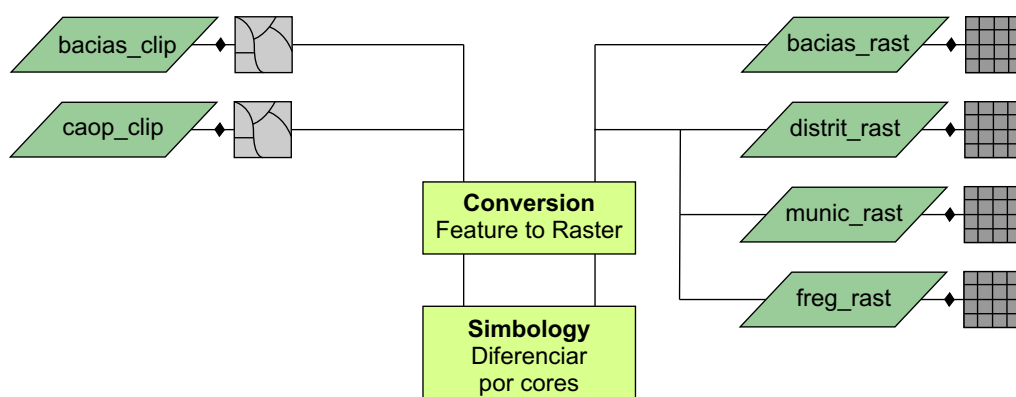 bacias_clip
caop_clip
Conversion
Feature to Raster
Simbology
Diferenciar
por cores
bacias_rast
distrit_rast
munic_rast
freg_rast